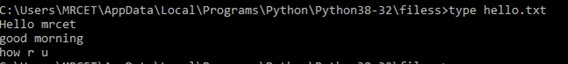 C:\Users\MRCET\AppData\Local\Programs\Python\Python38-32\filess>type hello.txt
Hello mrcet
good morning
how r u